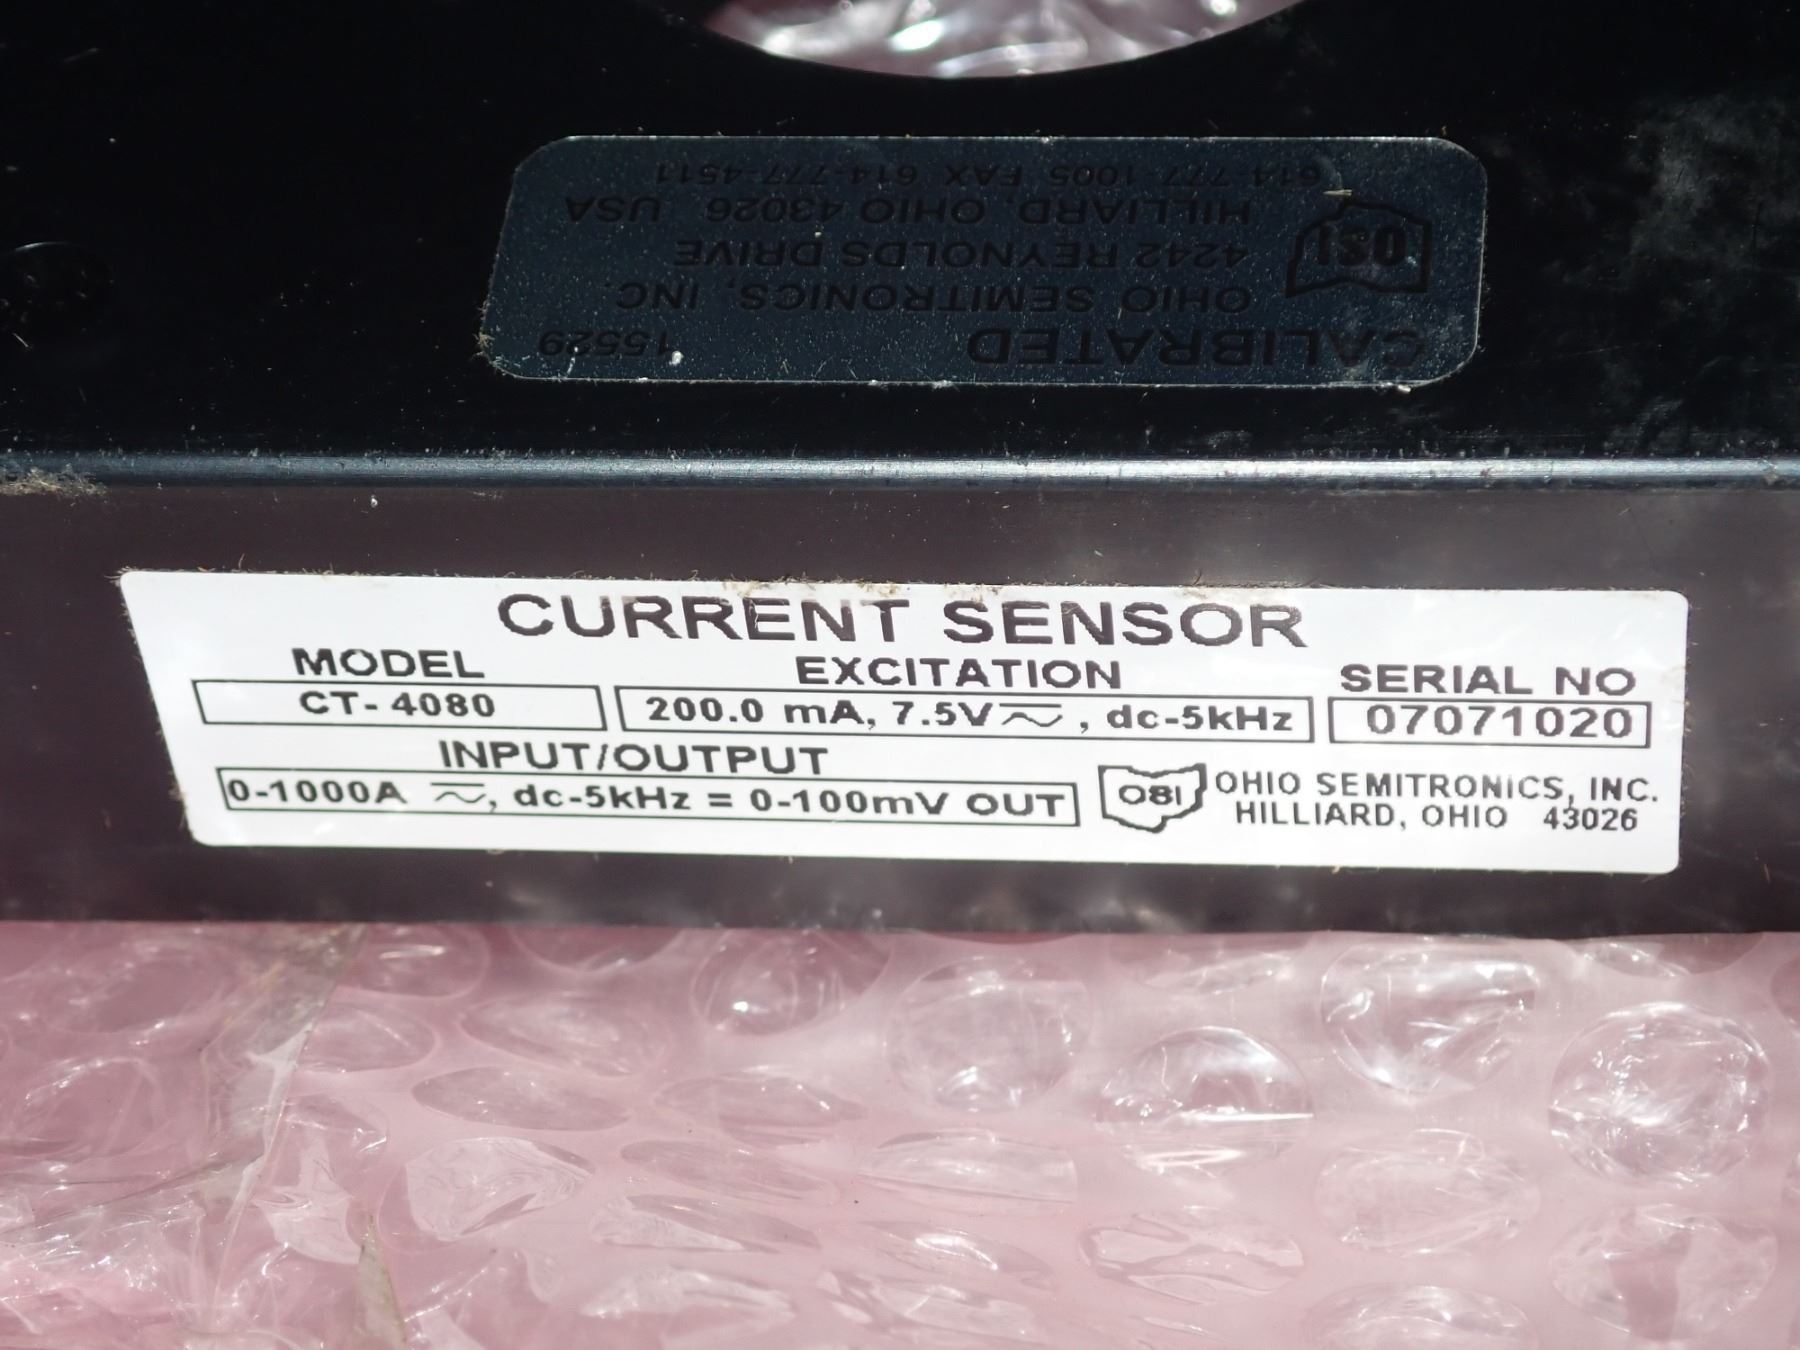 CALIBRATED 15529
OHIO SEMITRONICS, INC.
4242 REYNOLDS DRIVE
HILLIARD, OHIO 43026 USA
614-777-1005 FAX 614-777-4511
OSI
CURRENT SENSOR
MODEL EXCITATION SERIAL NO
CT-4080 200.0 mA, 7.5V⎓∼, dc-5kHz 07071020
INPUT/OUTPUT
0-1000A ⎓∼, dc-5kHz = 0-100mV OUT
OSI OHIO SEMITRONICS, INC.
HILLIARD, OHIO 43026